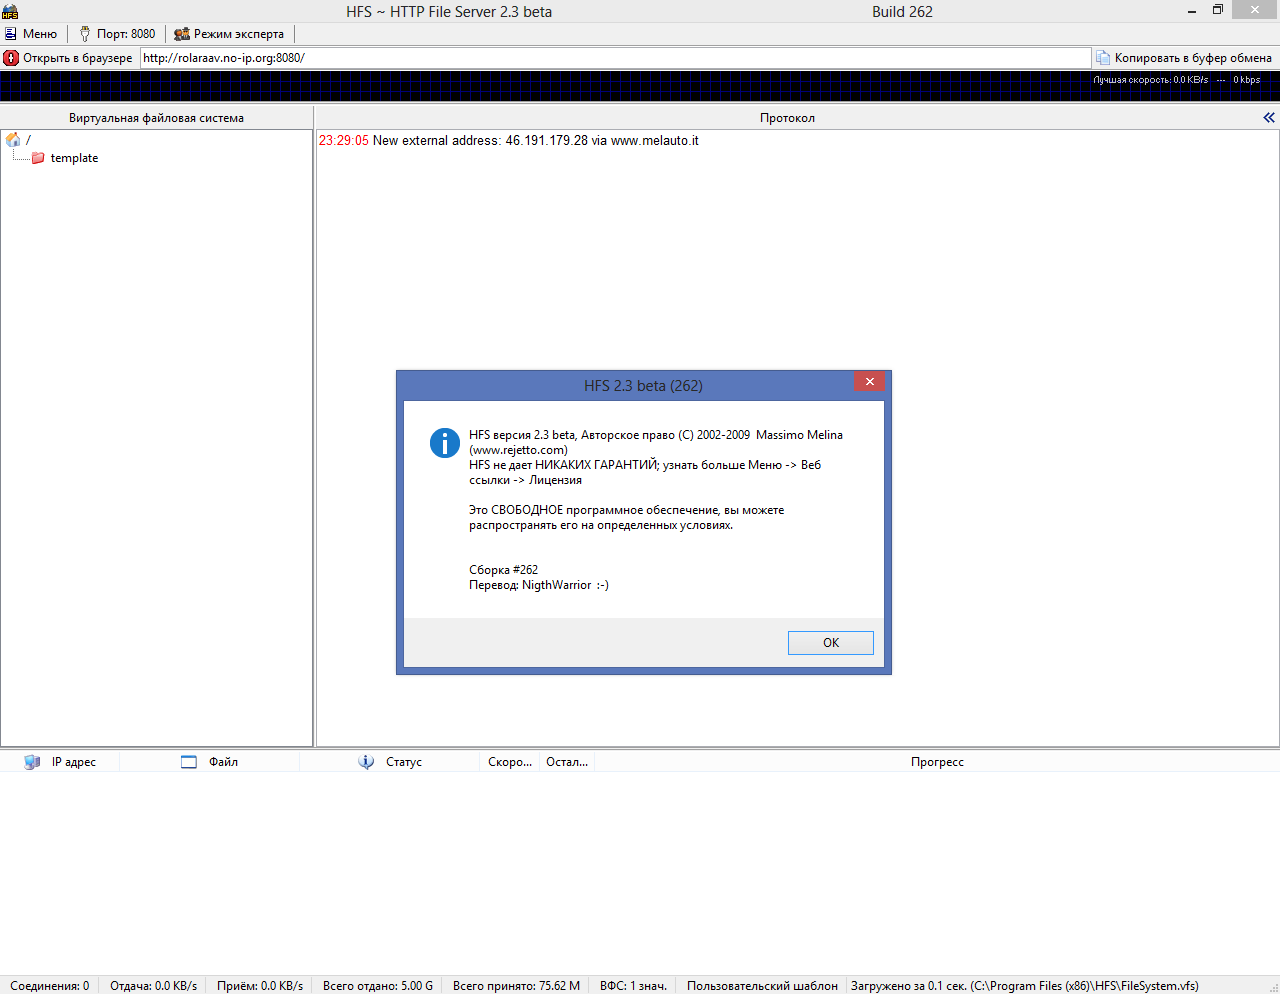 HFS ~ HTTP File Server 2.3 beta Build 262
Меню Порт: 8080 Режим эксперта
Открыть в браузере http://rolaraav.no-ip.org:8080/ Копировать в буфер обмена
Лучшая скорость: 0.0 KB/s --- 0 kbps
Виртуальная файловая система Протокол
/
23:29:05 New external address: 46.191.179.28 via www.melauto.it
template
HFS 2.3 beta (262)
HFS версия 2.3 beta, Авторское право (C) 2002-2009 Massimo Melina
(www.rejetto.com)
HFS не дает НИКАКИХ ГАРАНТИЙ; узнать больше Меню -> Веб
ссылки -> Лицензия
Это СВОБОДНОЕ программное обеспечение, вы можете
распространять его на определенных условиях.
Сборка #262
Перевод: NigthWarrior :-)
OK
IP адрес Файл Статус Скоро... Остал... Прогресс
Соединения: 0 Отдача: 0.0 KB/s Приём: 0.0 KB/s Всего отдано: 5.00 G Всего принято: 75.62 M ВФС: 1 знач. Пользовательский шаблон Загружено за 0.1 сек. (C:\Program Files (x86)\HFS\FileSystem.vfs)